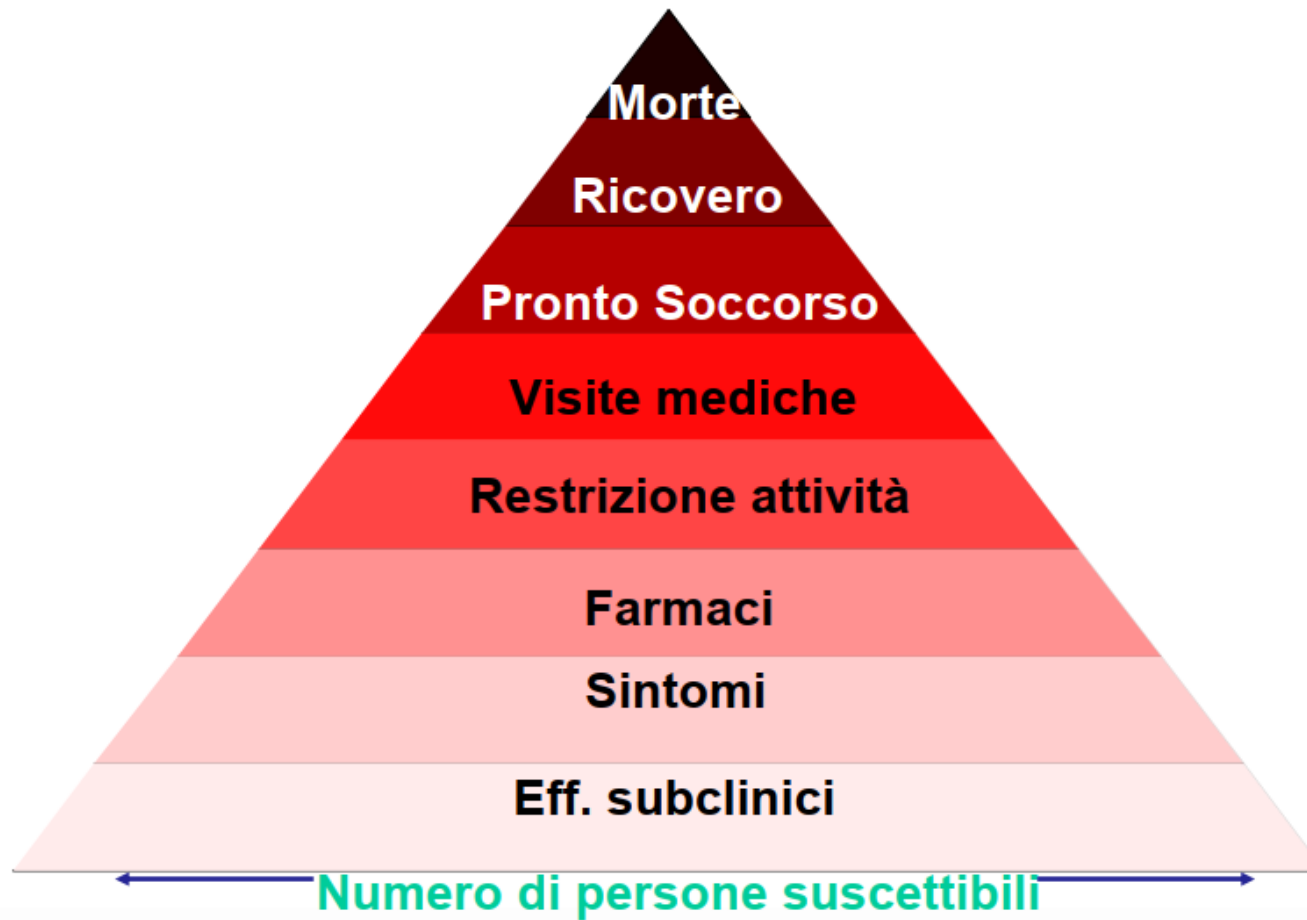 Morte
Ricovero
Pronto Soccorso
Visite mediche
Restrizione attività
Farmaci
Sintomi
Eff. subclinici
Numero di persone suscettibili